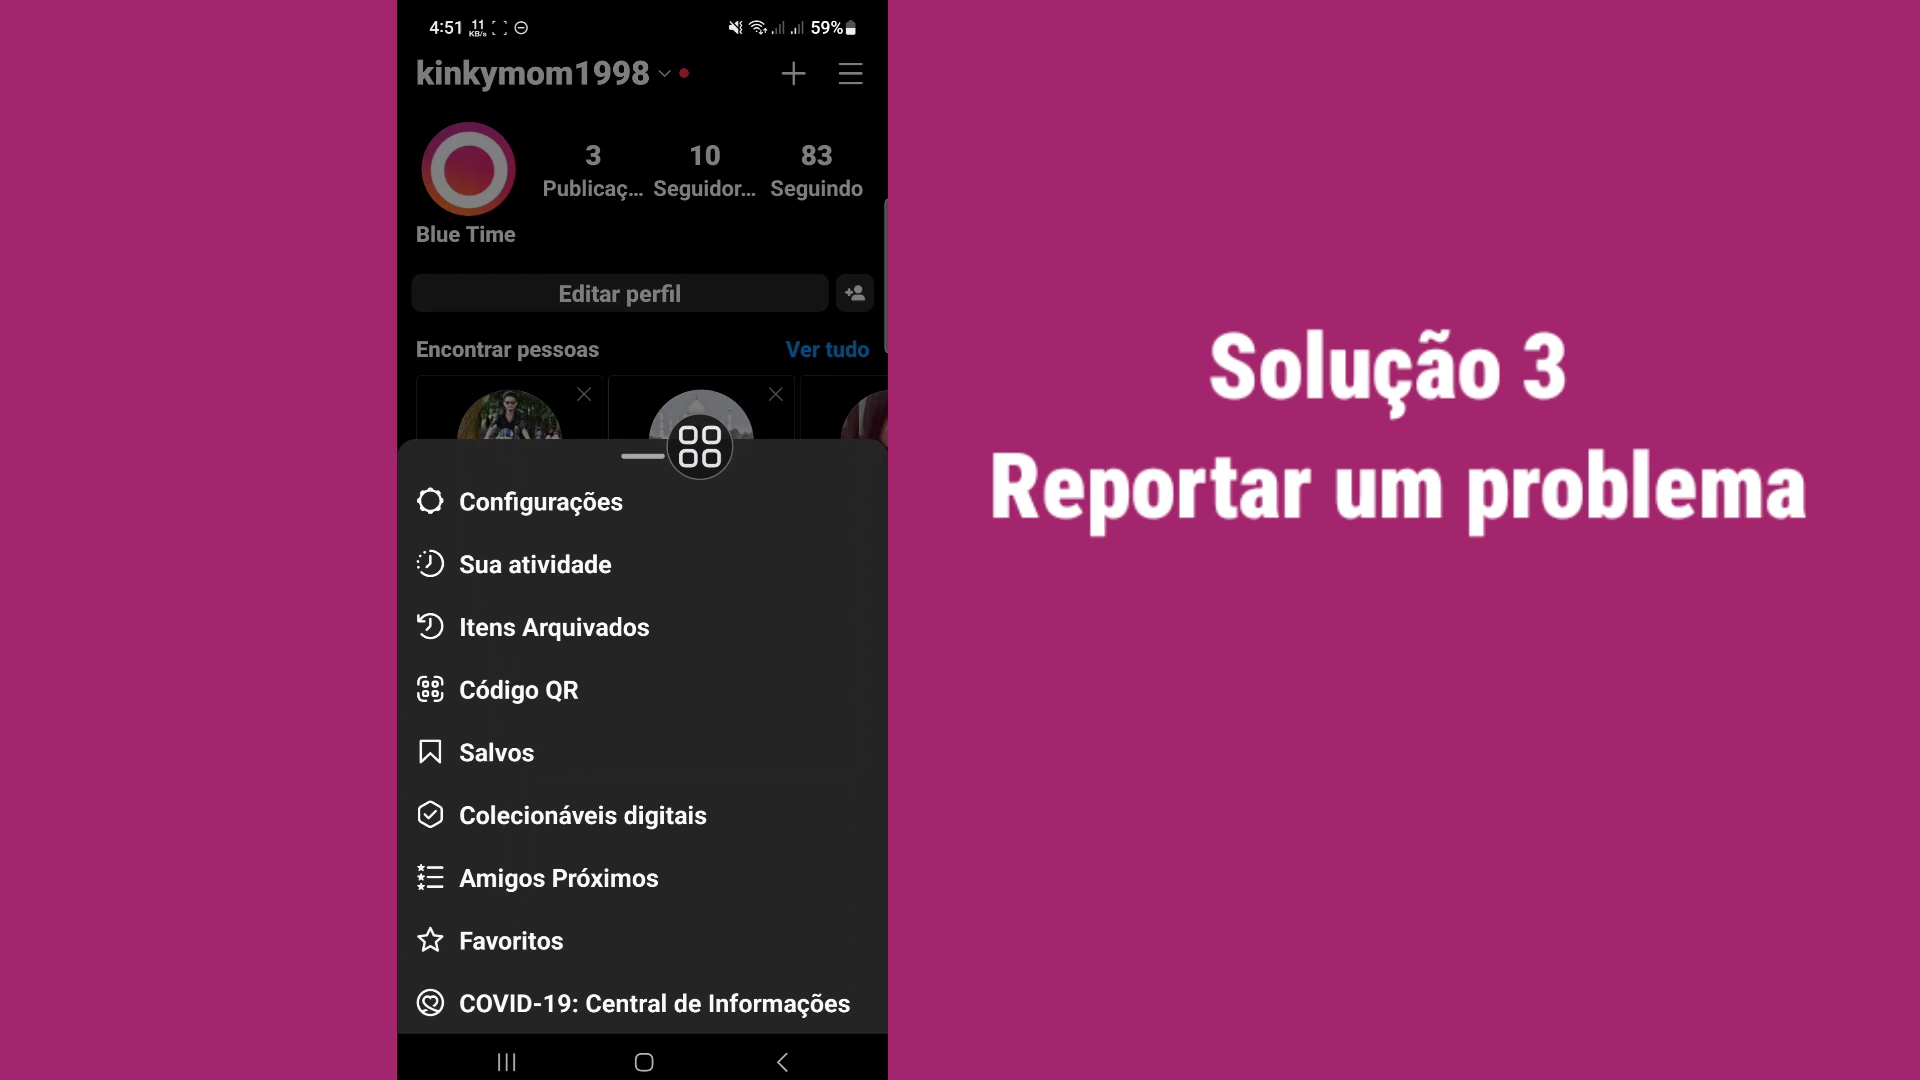 4:51 11 KB/s 59%
kinkymom1998
3 10 83
Publicaç... Seguidor... Seguindo
Blue Time
Editar perfil
Encontrar pessoas Ver tudo
Configurações
Sua atividade
Itens Arquivados
Código QR
Salvos
Colecionáveis digitais
Amigos Próximos
Favoritos
COVID-19: Central de Informações
Solução 3
Reportar um problema